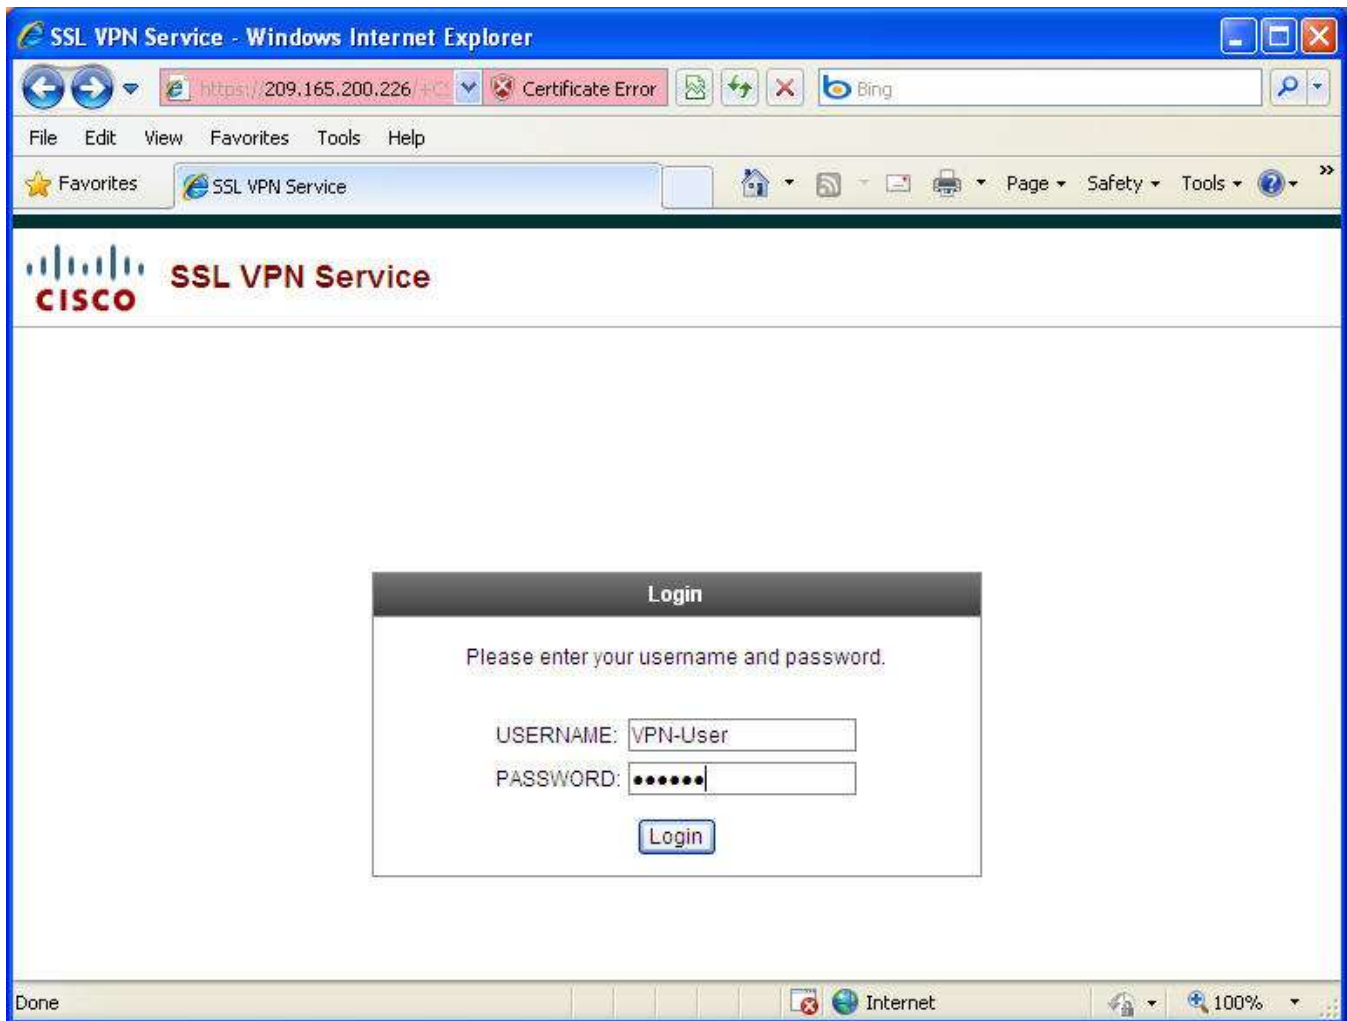 SSL VPN Service - Windows Internet Explorer
https://209.165.200.226/+CS Certificate Error Bing
File Edit View Favorites Tools Help
Favorites SSL VPN Service Page Safety Tools »
CISCO SSL VPN Service
Login
Please enter your username and password.
USERNAME: VPN-User
PASSWORD: ••••••
Login
Done Internet 100%